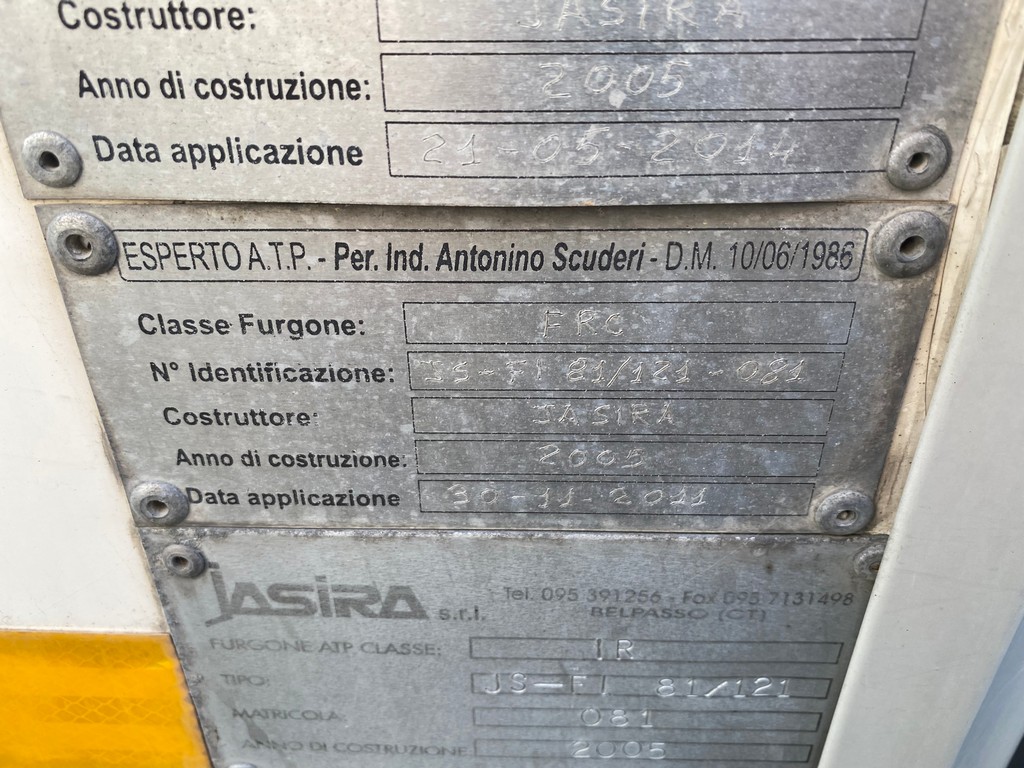 Costruttore: JASIRA
Anno di costruzione: 2005
Data applicazione 21-05-2014
ESPERTO A.T.P. - Per. Ind. Antonino Scuderi - D.M. 10/06/1986
Classe Furgone: FRC
N° Identificazione: JS-FI 81/121-081
Costruttore: JASIRA
Anno di costruzione: 2005
Data applicazione 30-11-2011
JASIRA s.r.l. Tel. 095 391256 - Fax 095 7131498
BELPASSO (CT)
FURGONE ATP CLASSE: IR
TIPO: JS-FI 81/121
MATRICOLA: 081
ANNO DI COSTRUZIONE 2005